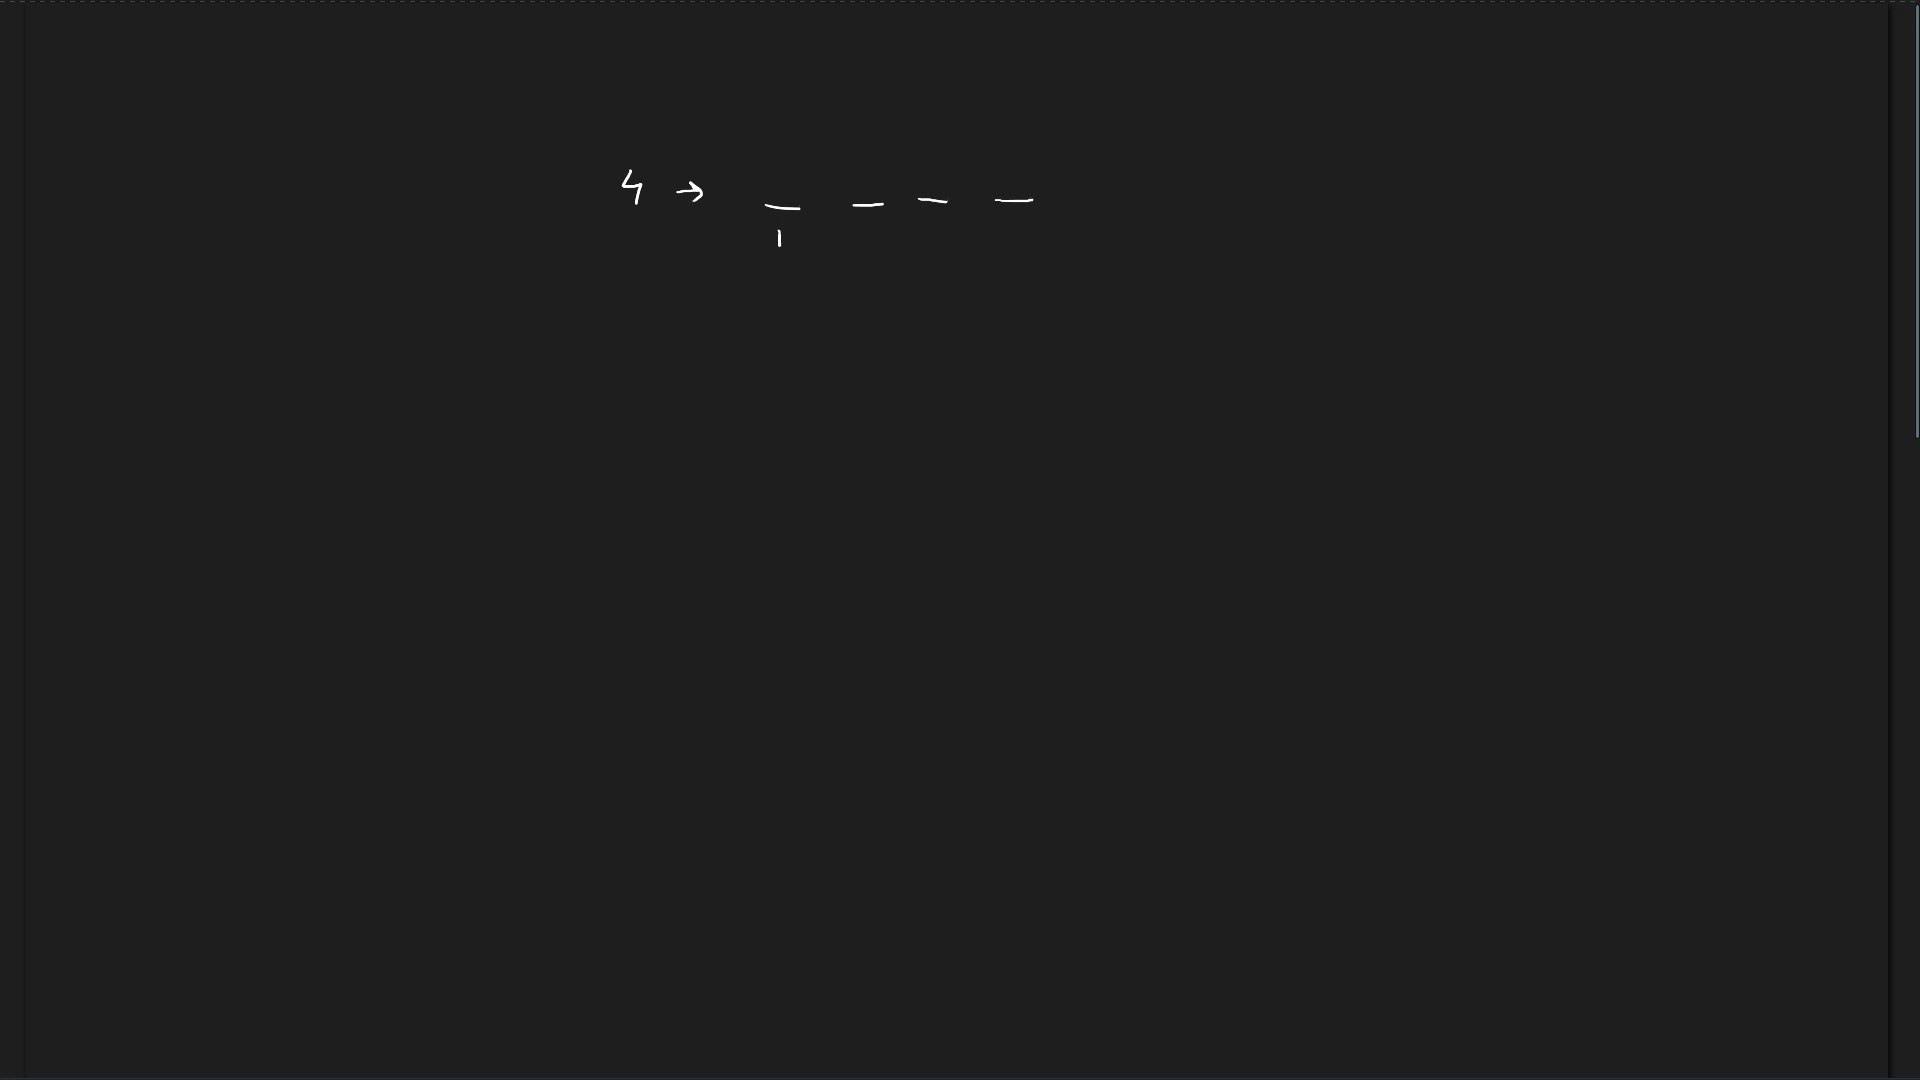 4 → _ _ _ _
1